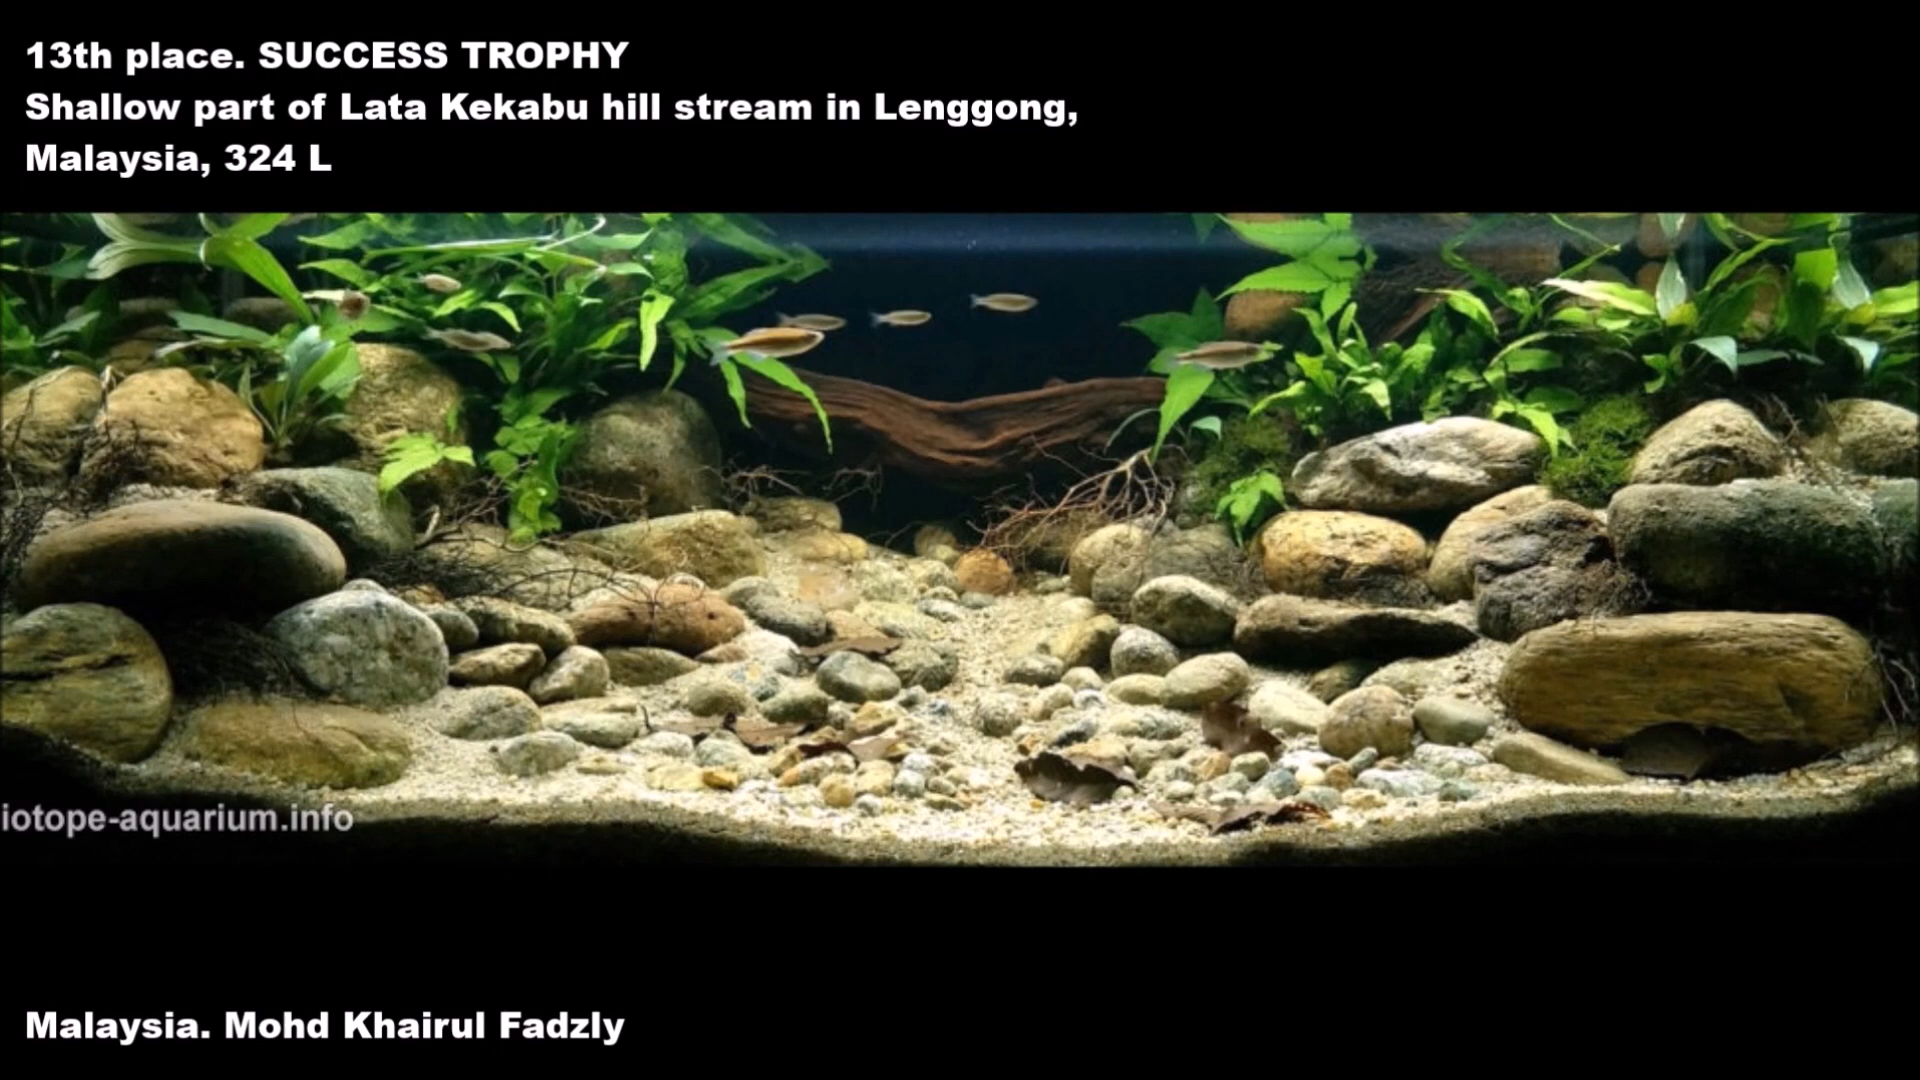 13th place. SUCCESS TROPHY
Shallow part of Lata Kekabu hill stream in Lenggong,
Malaysia, 324 L
iotope-aquarium.info
Malaysia. Mohd Khairul Fadzly